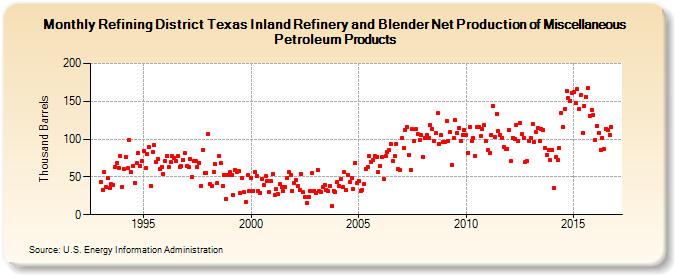 Monthly Refining District Texas Inland Refinery and Blender Net Production of Miscellaneous
Petroleum Products
Thousand Barrels
200
150
100
50
0
1995
2000
2005
2010
2015
Source: U.S. Energy Information Administration